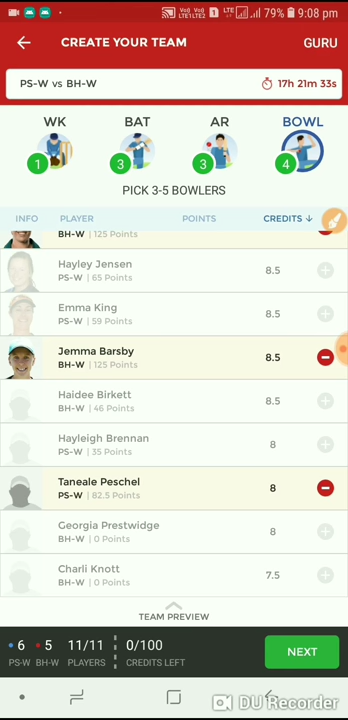 Vo) Vo)
LTE1 LTE2
1
LTE
79%
9:08 pm
CREATE YOUR TEAM
GURU
PS-W vs BH-W
17h 21m 33s
WK
BAT
AR
BOWL
1
3
3
4
PICK 3-5 BOWLERS
INFO
PLAYER
POINTS
CREDITS ↓
BH-W | 125 Points
Hayley Jensen
PS-W | 65 Points
8.5
Emma King
PS-W | 59 Points
8.5
Jemma Barsby
BH-W | 125 Points
8.5
Haidee Birkett
BH-W | 46 Points
8.5
Hayleigh Brennan
PS-W | 35 Points
8
Taneale Peschel
PS-W | 82.5 Points
8
Georgia Prestwidge
BH-W | 0 Points
8
Charli Knott
BH-W | 0 Points
7.5
TEAM PREVIEW
6
5
11/11
0/100
PS-W
BH-W
PLAYERS
CREDITS LEFT
NEXT
DU Recorder